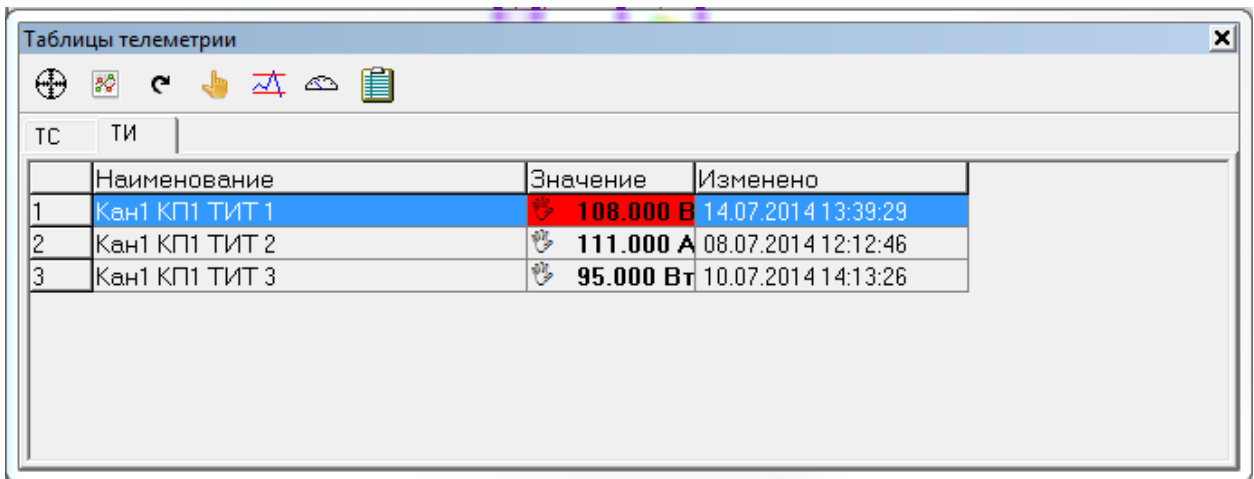 Таблицы телеметрии
ТС ТИ
Наименование Значение Изменено
1 Кан1 КП1 ТИТ 1 108.000 В 14.07.2014 13:39:29
2 Кан1 КП1 ТИТ 2 111.000 А 08.07.2014 12:12:46
3 Кан1 КП1 ТИТ 3 95.000 Вт 10.07.2014 14:13:26